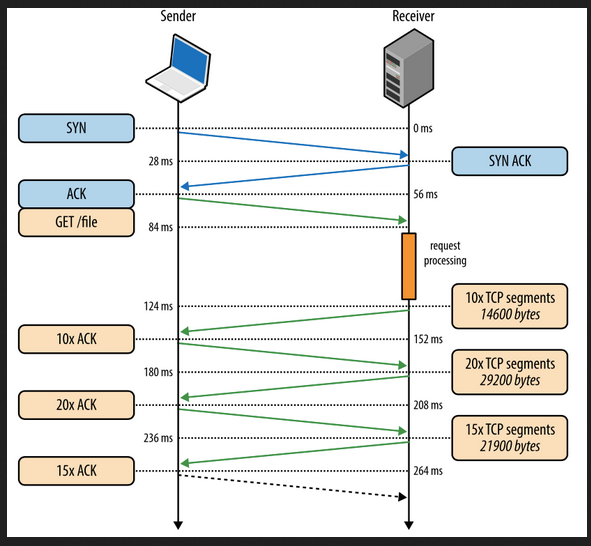 Sender
Receiver
SYN
0 ms
28 ms
SYN ACK
ACK
56 ms
GET /file
84 ms
request
processing
124 ms
10x TCP segments
14600 bytes
10x ACK
152 ms
180 ms
20x TCP segments
29200 bytes
20x ACK
208 ms
236 ms
15x TCP segments
21900 bytes
15x ACK
264 ms